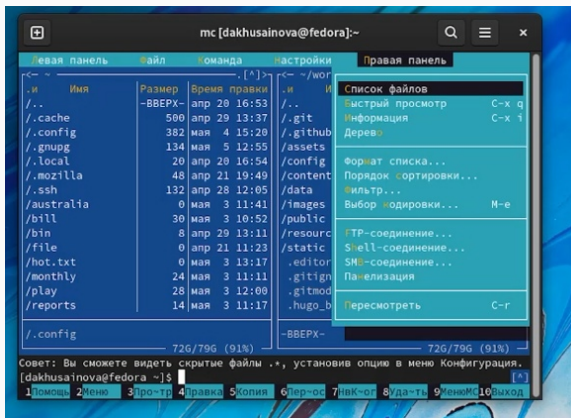 mc [dakhusainova@fedora]:~
Левая панель Файл Команда Настройки Правая панель
<— ~ .[^]> <— ~/wor
.и Имя Размер Время правки .и И
/.. -ВВЕРХ- апр 20 16:53 /..
/.cache 500 апр 29 13:37 /.git
/.config 382 мая 4 15:20 /.github
/.gnupg 134 мая 5 12:55 /assets
/.local 20 апр 20 16:54 /config
/.mozilla 48 апр 21 19:49 /content
/.ssh 132 апр 28 12:05 /data
/australia 0 мая 3 11:41 /images
/bill 30 мая 3 10:52 /public
/bin 8 апр 29 13:11 /resourc
/file 0 апр 21 11:23 /static
/hot.txt 0 мая 3 13:17 .editor
/monthly 24 мая 3 11:11 .gitign
/play 28 мая 3 12:00 .gitmod
/reports 14 мая 3 11:17 .hugo_b
Список файлов
Быстрый просмотр C-x q
Информация C-x i
Дерево
Формат списка...
Порядок сортировки...
Фильтр...
Выбор кодировки... M-e
FTP-соединение...
Shell-соединение...
SMB-соединение...
Панелизация
Пересмотреть C-r
/.config -ВВЕРХ-
72G/79G (91%) 72G/79G (91%)
Совет: Вы сможете видеть скрытые файлы .*, установив опцию в меню Конфигурация.
[dakhusainova@fedora ~]$ [^]
1Помощь 2Меню 3Про~тр 4Правка 5Копия 6Пер~ос 7НвК~ог 8Уда~ть 9МенюMC 10Выход